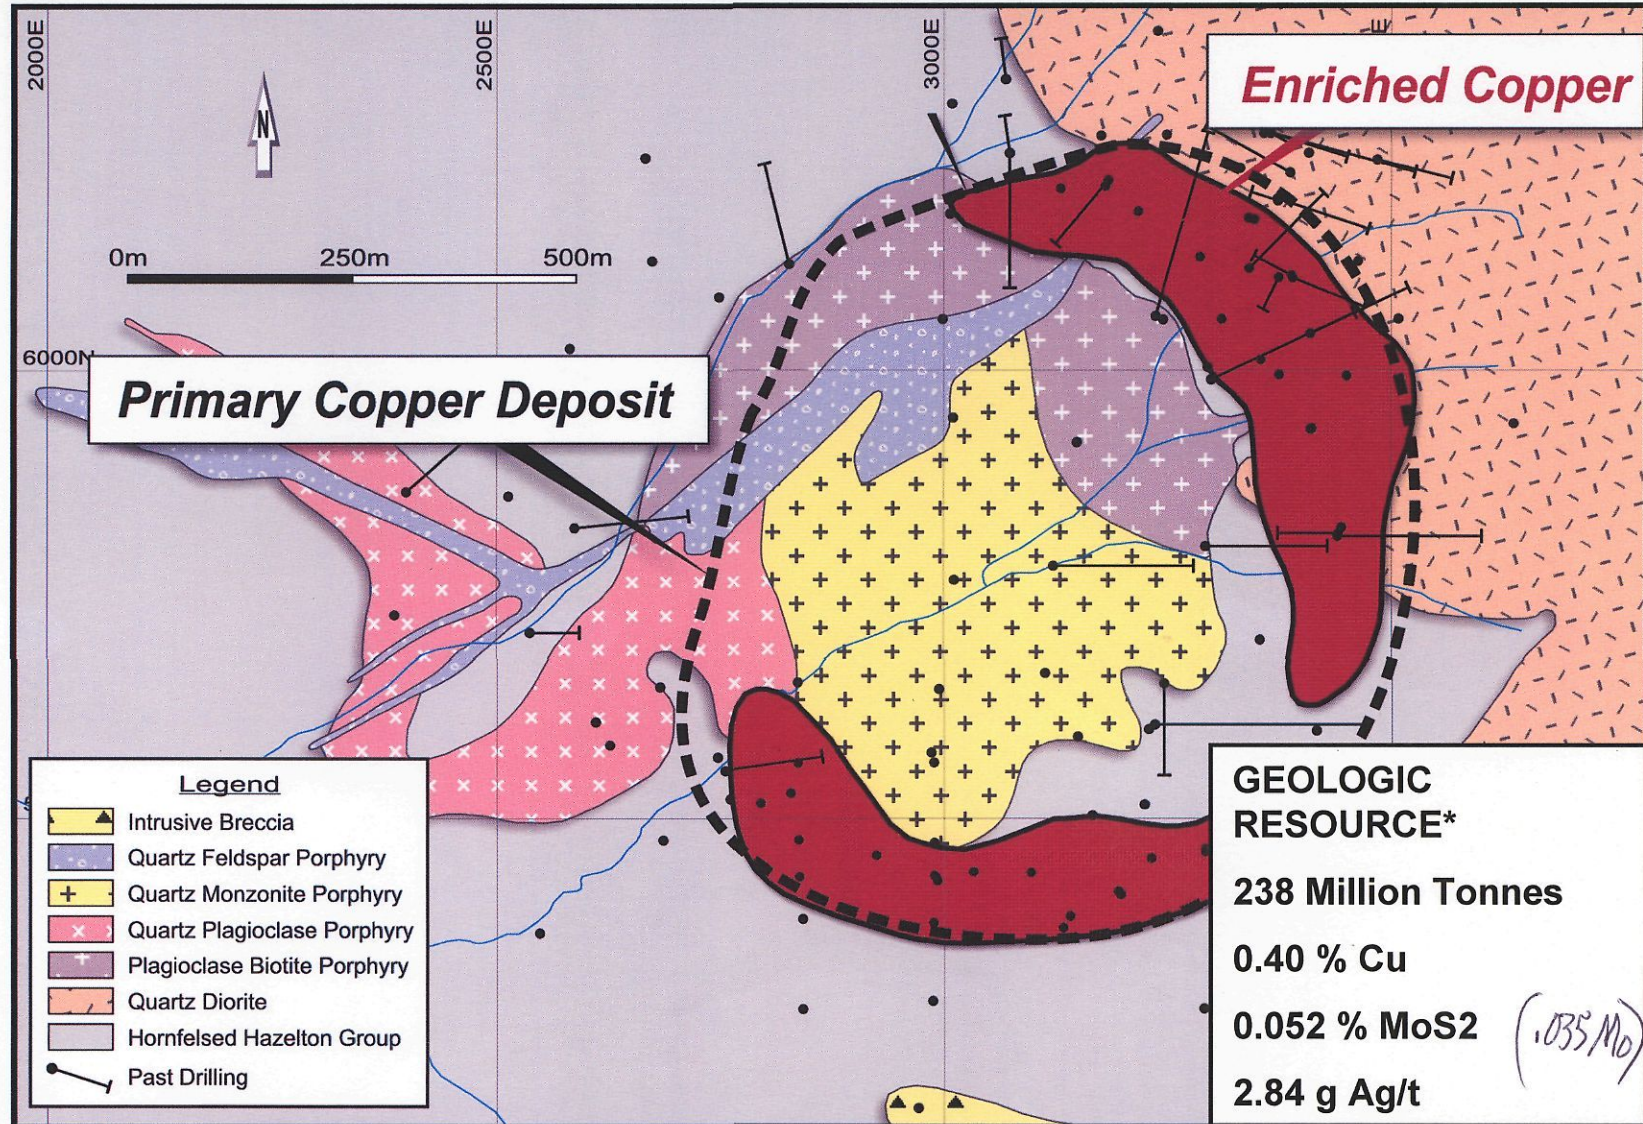 2000E
2500E
3000E
E
Enriched Copper
N
0m 250m 500m
6000N
Primary Copper Deposit
Legend
Intrusive Breccia
Quartz Feldspar Porphyry
Quartz Monzonite Porphyry
Quartz Plagioclase Porphyry
Plagioclase Biotite Porphyry
Quartz Diorite
Hornfelsed Hazelton Group
Past Drilling
GEOLOGIC
RESOURCE*
238 Million Tonnes
0.40 % Cu
0.052 % MoS2 (.035 Mo)
2.84 g Ag/t